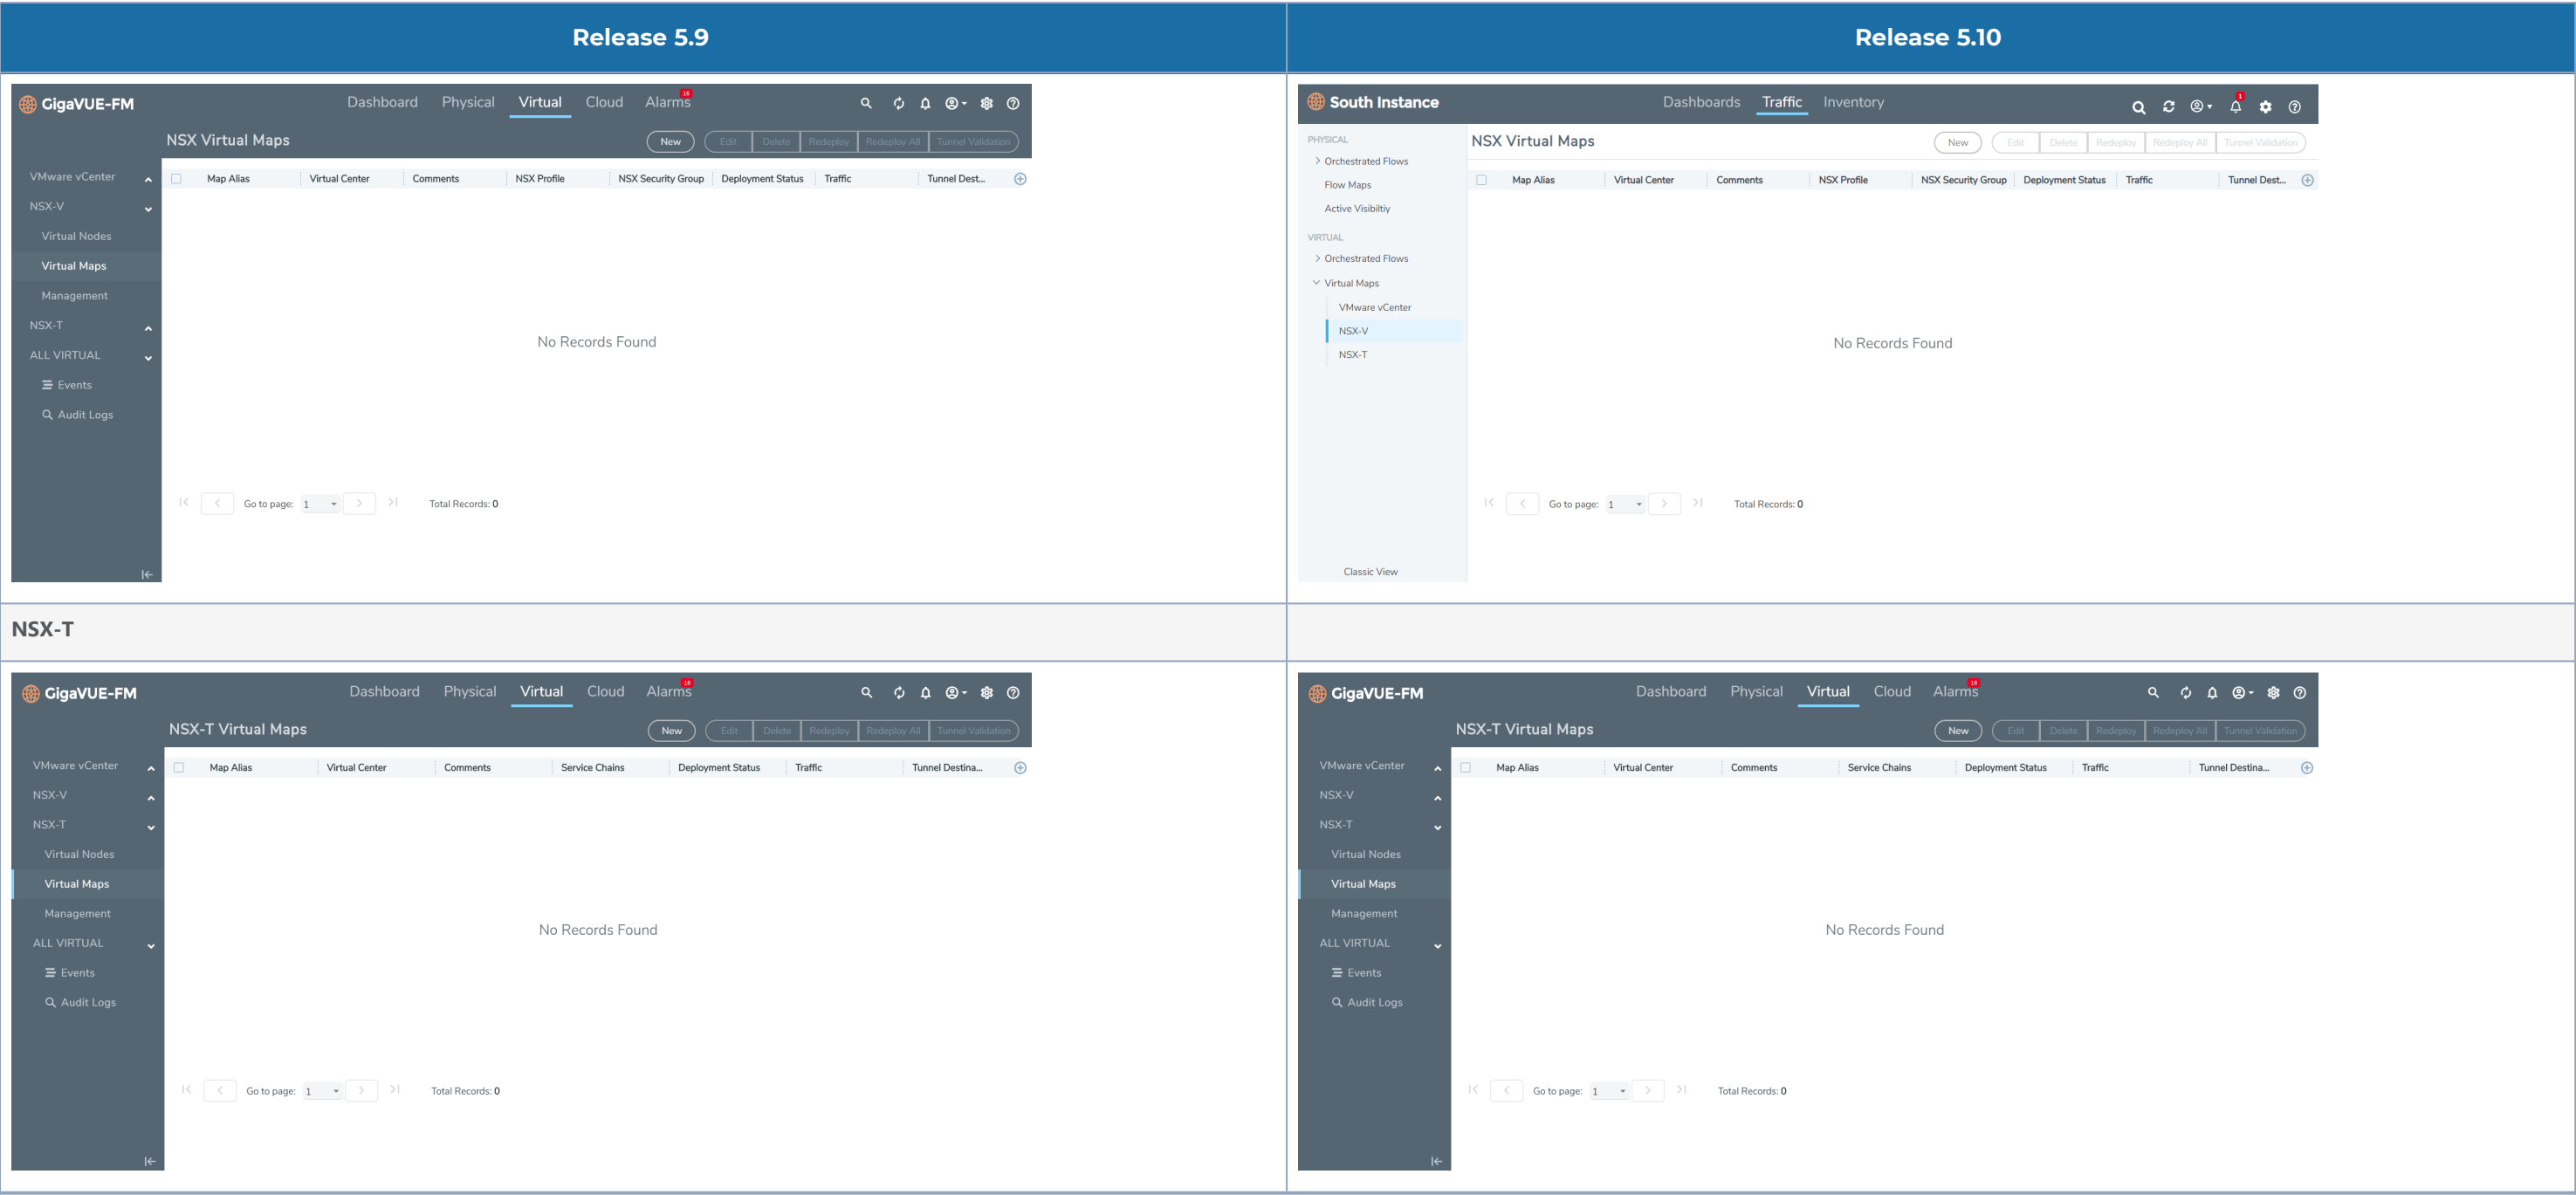 Release 5.9
Release 5.10
GigaVUE-FM
Dashboard Physical Virtual Cloud Alarms 16
NSX Virtual Maps
New Edit Delete Redeploy Redeploy All Tunnel Validation
VMware vCenter
NSX-V
Virtual Nodes
Virtual Maps
Management
NSX-T
ALL VIRTUAL
Events
Audit Logs
Map Alias Virtual Center Comments NSX Profile NSX Security Group Deployment Status Traffic Tunnel Dest...
No Records Found
Go to page: 1 Total Records: 0
South Instance
Dashboards Traffic Inventory
1
PHYSICAL
Orchestrated Flows
Flow Maps
Active Visibiltiy
VIRTUAL
Orchestrated Flows
Virtual Maps
VMware vCenter
NSX-V
NSX-T
Classic View
NSX Virtual Maps
New Edit Delete Redeploy Redeploy All Tunnel Validation
Map Alias Virtual Center Comments NSX Profile NSX Security Group Deployment Status Traffic Tunnel Dest...
No Records Found
Go to page: 1 Total Records: 0
NSX-T
GigaVUE-FM
Dashboard Physical Virtual Cloud Alarms 16
NSX-T Virtual Maps
New Edit Delete Redeploy Redeploy All Tunnel Validation
VMware vCenter
NSX-V
NSX-T
Virtual Nodes
Virtual Maps
Management
ALL VIRTUAL
Events
Audit Logs
Map Alias Virtual Center Comments Service Chains Deployment Status Traffic Tunnel Destina...
No Records Found
Go to page: 1 Total Records: 0
GigaVUE-FM
Dashboard Physical Virtual Cloud Alarms 16
NSX-T Virtual Maps
New Edit Delete Redeploy Redeploy All Tunnel Validation
VMware vCenter
NSX-V
NSX-T
Virtual Nodes
Virtual Maps
Management
ALL VIRTUAL
Events
Audit Logs
Map Alias Virtual Center Comments Service Chains Deployment Status Traffic Tunnel Destina...
No Records Found
Go to page: 1 Total Records: 0